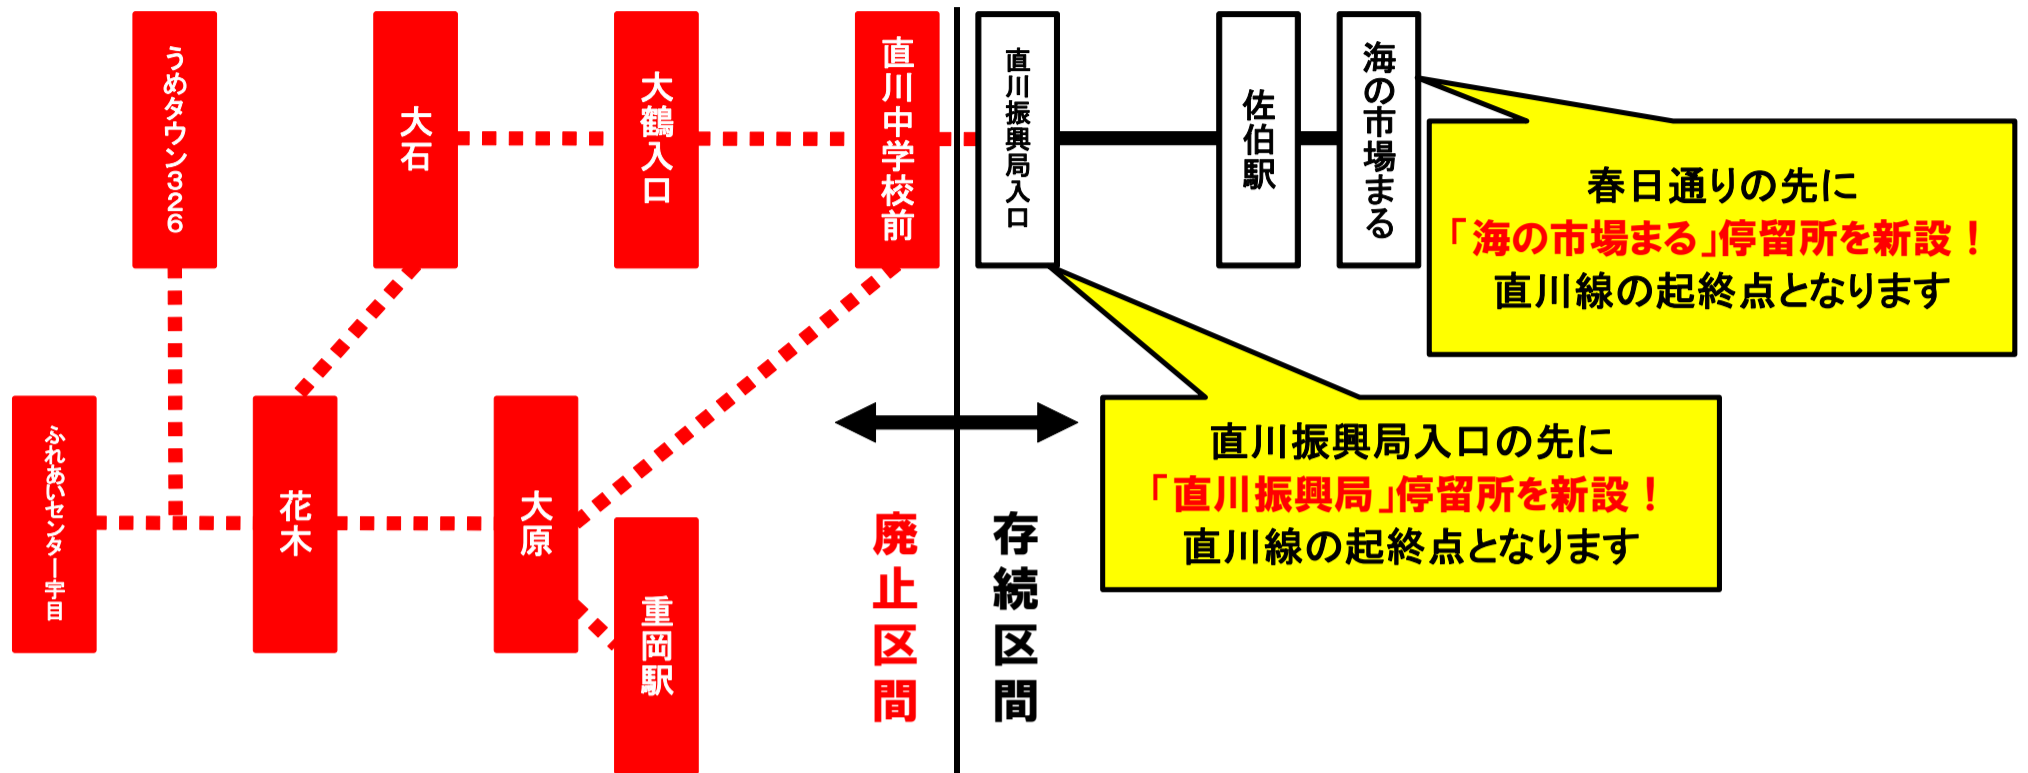 うめタウン326
大石
大鶴入口
直川中学校前
直川振興局入口
佐伯駅
海の市場まる
春日通りの先に
「海の市場まる」停留所を新設！
直川線の起終点となります
ふれあいセンター宇目
花木
大原
重岡駅
廃止区間
存続区間
直川振興局入口の先に
「直川振興局」停留所を新設！
直川線の起終点となります